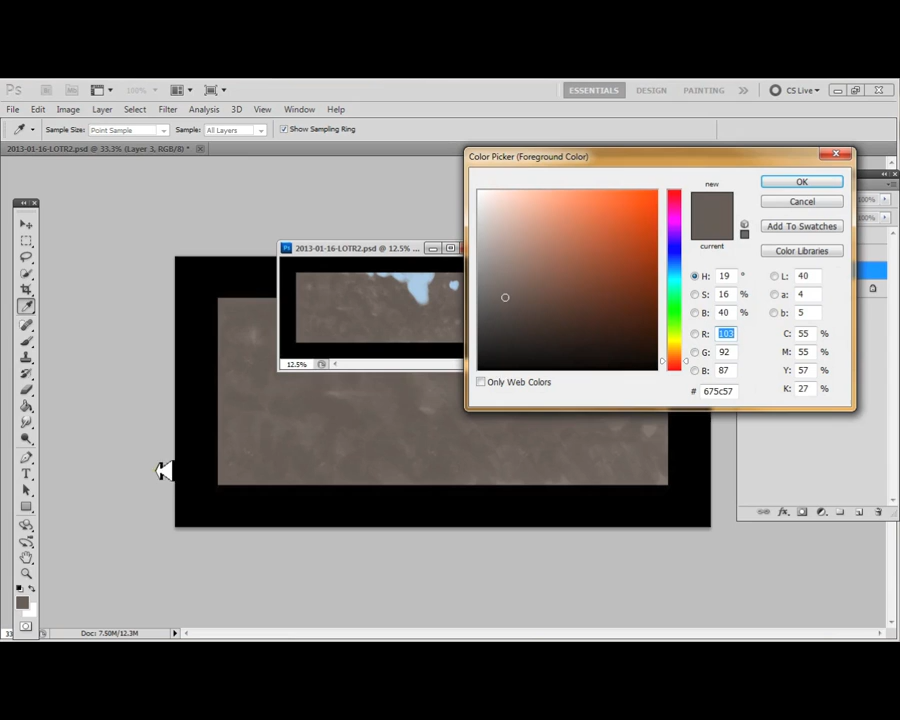 Ps 100% ESSENTIALS DESIGN PAINTING CS Live
File Edit Image Layer Select Filter Analysis 3D View Window Help
Sample Size: Point Sample Sample: All Layers Show Sampling Ring
2013-01-16-LOTR2.psd @ 33.3% (Layer 3, RGB/8) *
Color Picker (Foreground Color)
new
current
OK
Cancel
Add To Swatches
Color Libraries
H: 19 ° L: 40
S: 16 % a: 4
B: 40 % b: 5
R: 103 C: 55 %
G: 92 M: 55 %
B: 87 Y: 57 %
# 675c57 K: 27 %
Only Web Colors
100%
100%
2013-01-16-LOTR2.psd @ 12.5% ...
12.5%
Doc: 7.50M/12.3M